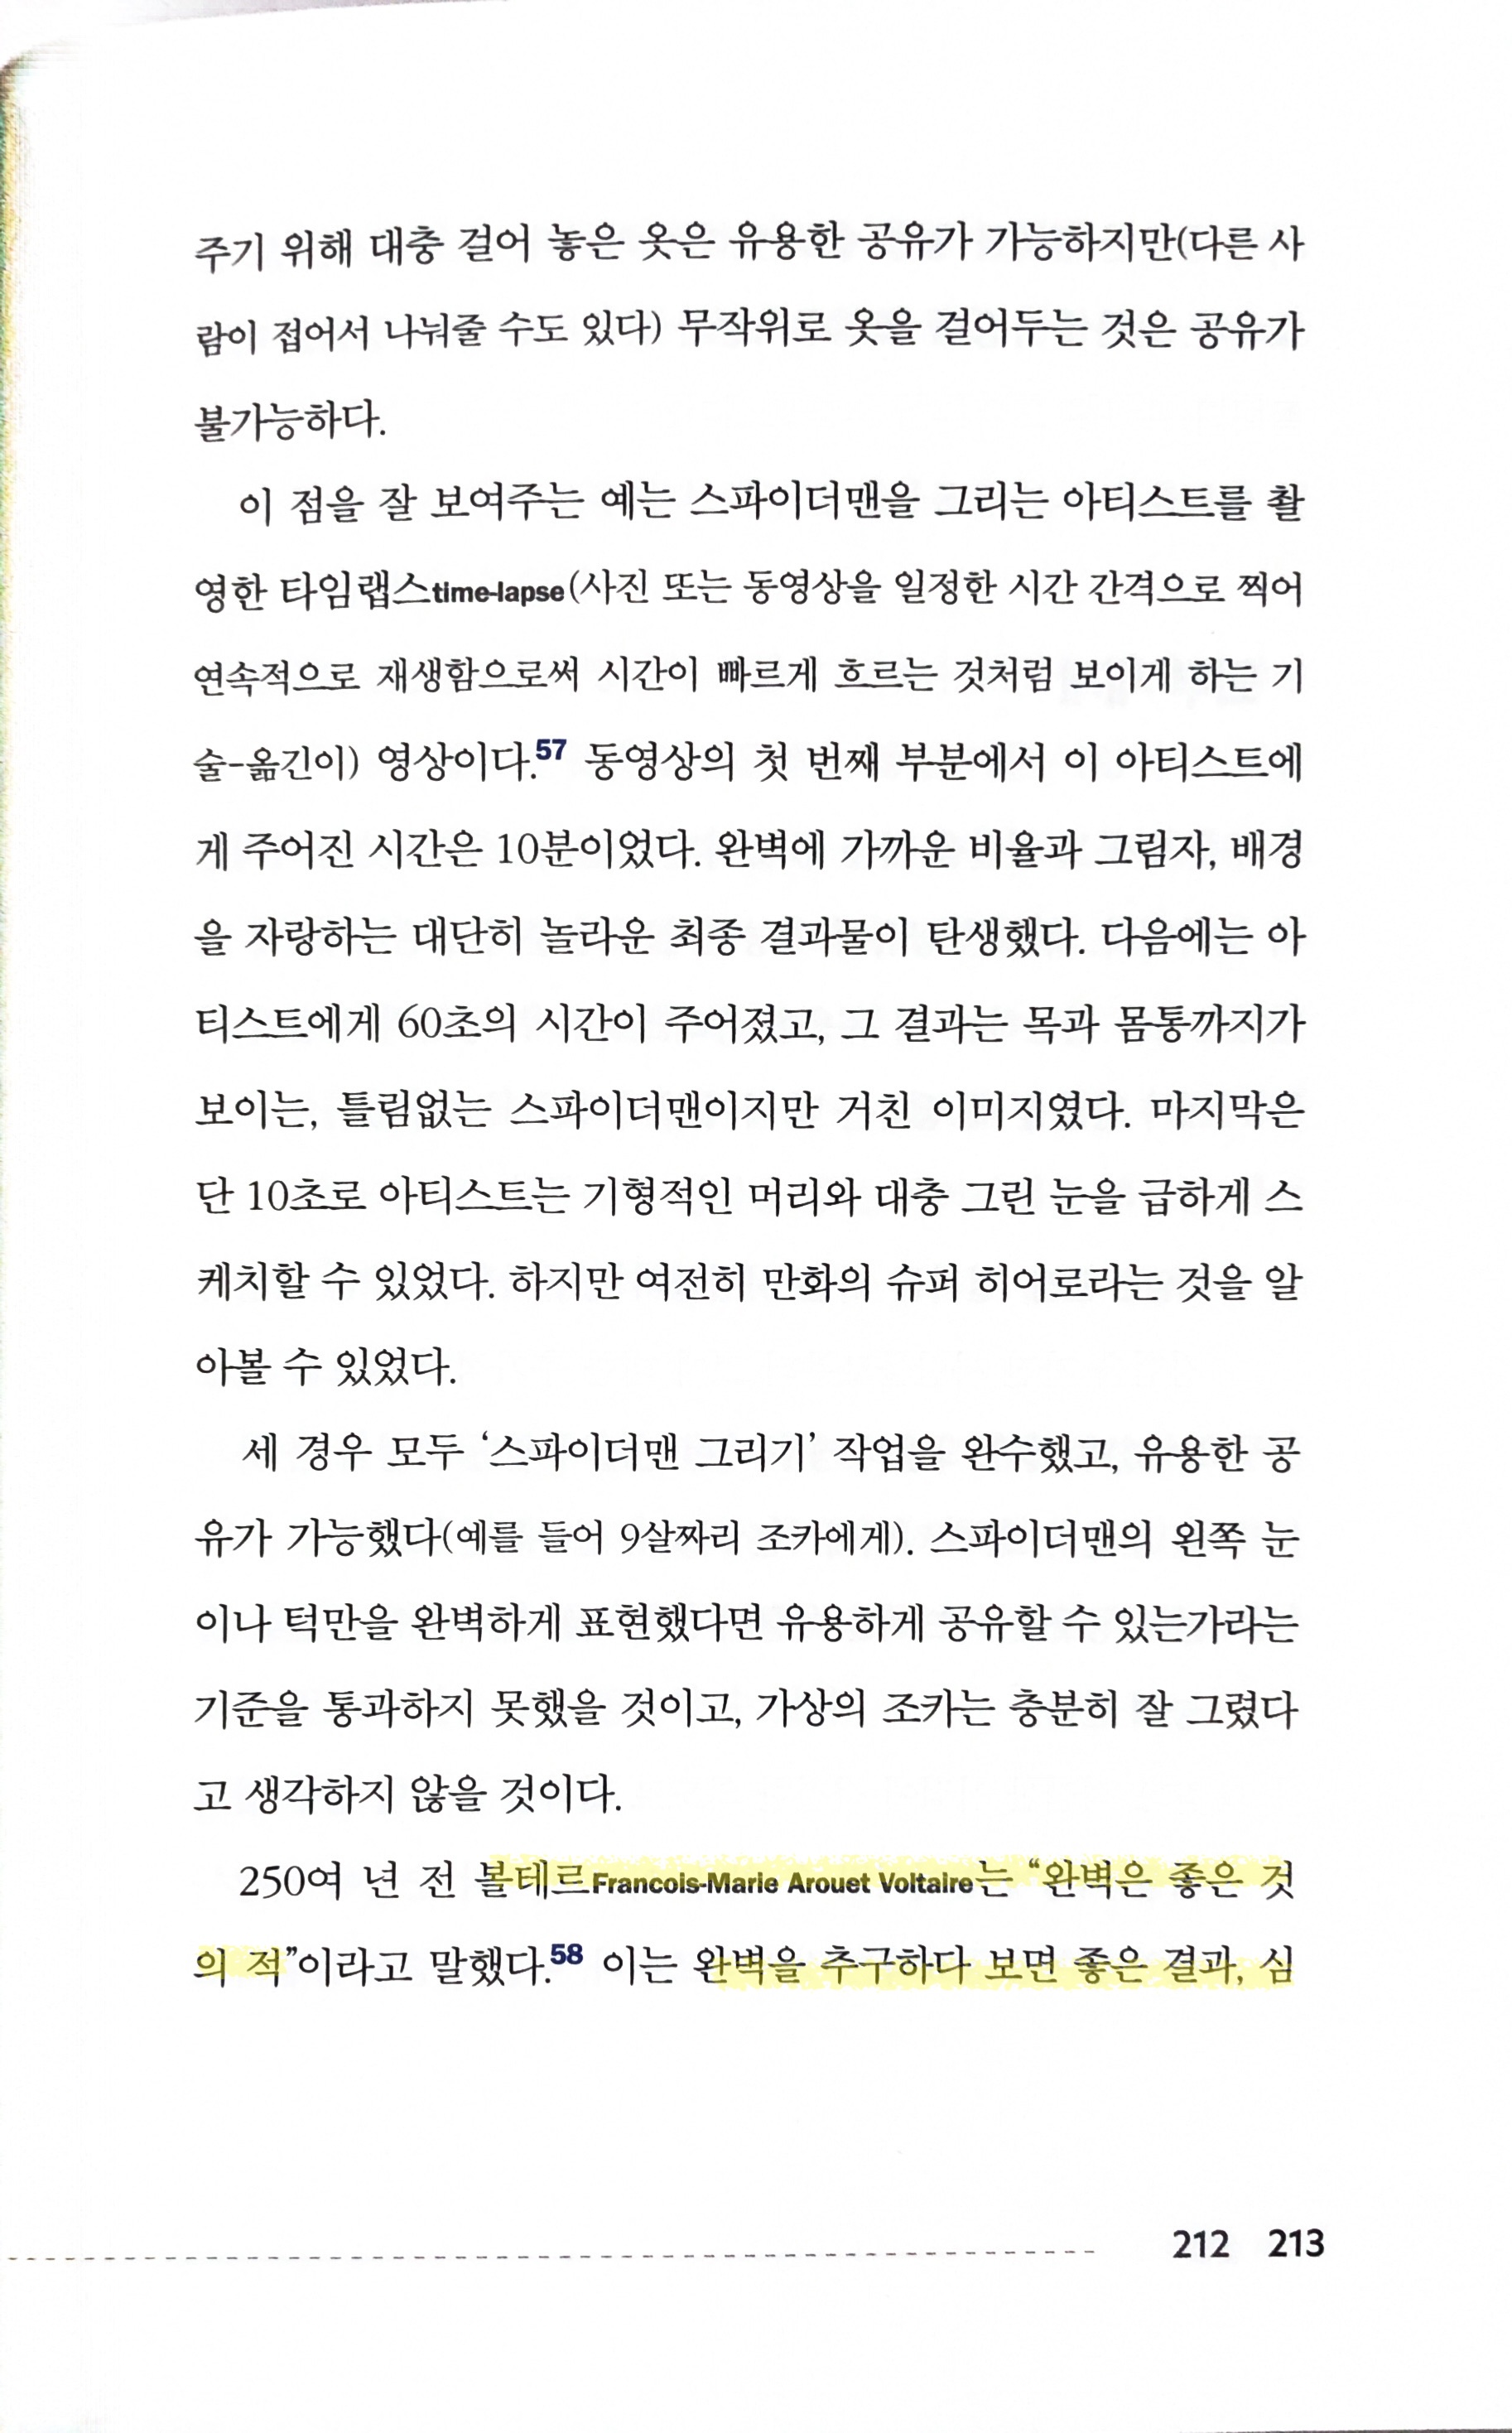 주기 위해 대충 걸어 놓은 옷은 유용한 공유가 가능하지만(다른 사
람이 접어서 나눠줄 수도 있다) 무작위로 옷을 걸어두는 것은 공유가
불가능하다.
이 점을 잘 보여주는 예는 스파이더맨을 그리는 아티스트를 촬
영한 타임랩스time-lapse(사진 또는 동영상을 일정한 시간 간격으로 찍어
연속적으로 재생함으로써 시간이 빠르게 흐르는 것처럼 보이게 하는 기
술-옮긴이) 영상이다.57 동영상의 첫 번째 부분에서 이 아티스트에
게 주어진 시간은 10분이었다. 완벽에 가까운 비율과 그림자, 배경
을 자랑하는 대단히 놀라운 최종 결과물이 탄생했다. 다음에는 아
티스트에게 60초의 시간이 주어졌고, 그 결과는 목과 몸통까지가
보이는, 틀림없는 스파이더맨이지만 거친 이미지였다. 마지막은
단 10초로 아티스트는 기형적인 머리와 대충 그린 눈을 급하게 스
케치할 수 있었다. 하지만 여전히 만화의 슈퍼 히어로라는 것을 알
아볼 수 있었다.
세 경우 모두 ‘스파이더맨 그리기’ 작업을 완수했고, 유용한 공
유가 가능했다(예를 들어 9살짜리 조카에게). 스파이더맨의 왼쪽 눈
이나 턱만을 완벽하게 표현했다면 유용하게 공유할 수 있는가라는
기준을 통과하지 못했을 것이고, 가상의 조카는 충분히 잘 그렸다
고 생각하지 않을 것이다.
250여 년 전 볼테르Francois-Marie Arouet Voltaire는 “완벽은 좋은 것
의 적”이라고 말했다.58 이는 완벽을 추구하다 보면 좋은 결과, 심
212 213